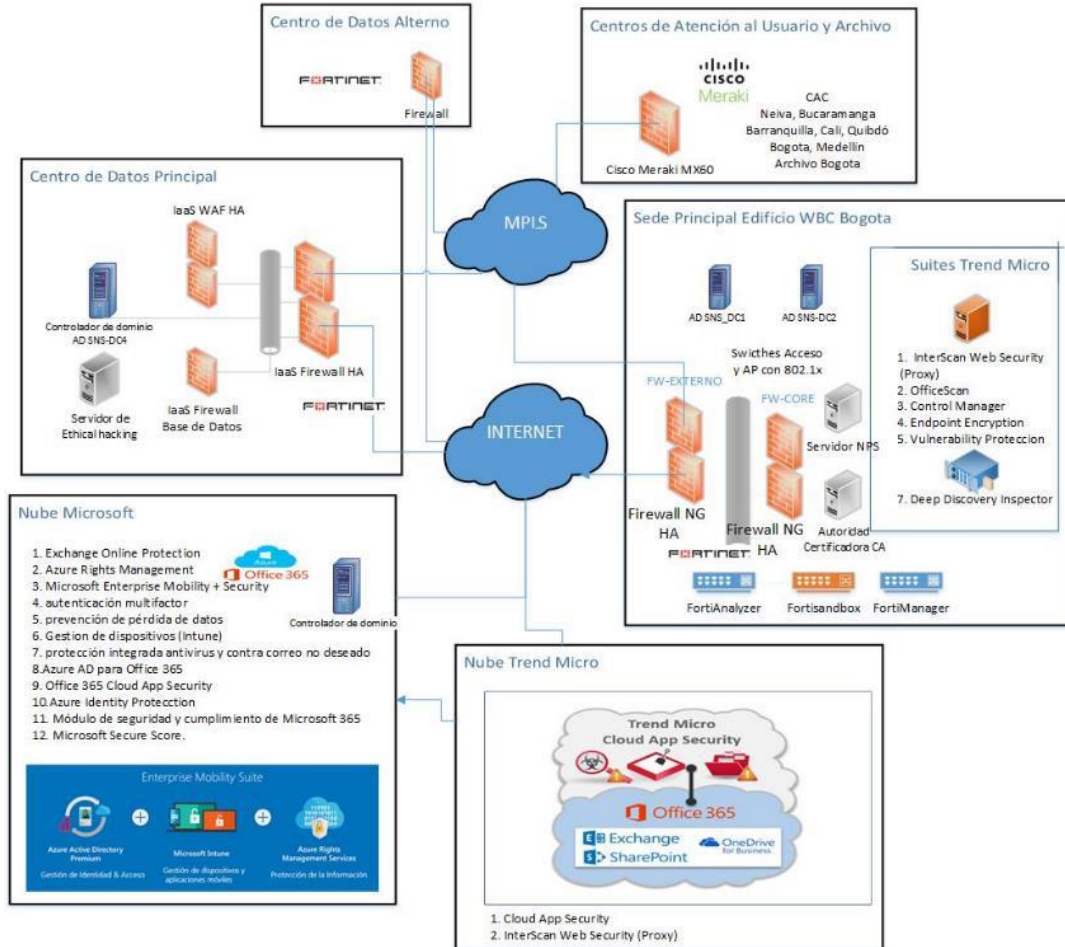 Centro de Datos Alterno
FORTINET
Firewall
Centros de Atención al Usuario y Archivo
CISCO
Meraki
CAC
Neiva, Bucaramanga
Barranquilla, Cali, Quibdó
Bogota, Medellín
Archivo Bogota
Cisco Meraki MX60
Centro de Datos Principal
IaaS WAF HA
Controlador de dominio
AD SNS-DC4
IaaS Firewall HA
Servidor de
Ethical hacking
IaaS Firewall
Base de Datos
FORTINET
MPLS
INTERNET
Sede Principal Edificio WBC Bogota
AD SNS_DC1
AD SNS-DC2
Swicthes Acceso
y AP con 802.1x
FW-EXTERNO
FW-CORE
Servidor NPS
Firewall NG
HA
Firewall NG
HA
Autoridad
Certificadora CA
FORTINET
FortiAnalyzer
Fortisandbox
FortiManager
Suites Trend Micro
1. InterScan Web Security
(Proxy)
2. OfficeScan
3. Control Manager
4. Endpoint Encryption
5. Vulnerability Proteccion
7. Deep Discovery Inspector
Nube Microsoft
1. Exchange Online Protection
2. Azure Rights Management
3. Microsoft Enterprise Mobility + Security
4. autenticación multifactor
5. prevención de pérdida de datos
6. Gestion de dispositivos (Intune)
7. protección integrada antivirus y contra correo no deseado
8.Azure AD para Office 365
9. Office 365 Cloud App Security
10.Azure Identity Protecction
11. Módulo de seguridad y cumplimiento de Microsoft 365
12. Microsoft Secure Score.
Azure
Office 365
Controlador de dominio
Enterprise Mobility Suite
Azure Active Directory
Premium
Gestión de Identidad & Access
Microsoft Intune
Gestión de dispositivos y
aplicaciones móviles
Azure Rights
Management Services
Protección de la Información
Nube Trend Micro
Trend Micro
Cloud App Security
Office 365
Exchange
SharePoint
OneDrive
for Business
1. Cloud App Security
2. InterScan Web Security (Proxy)